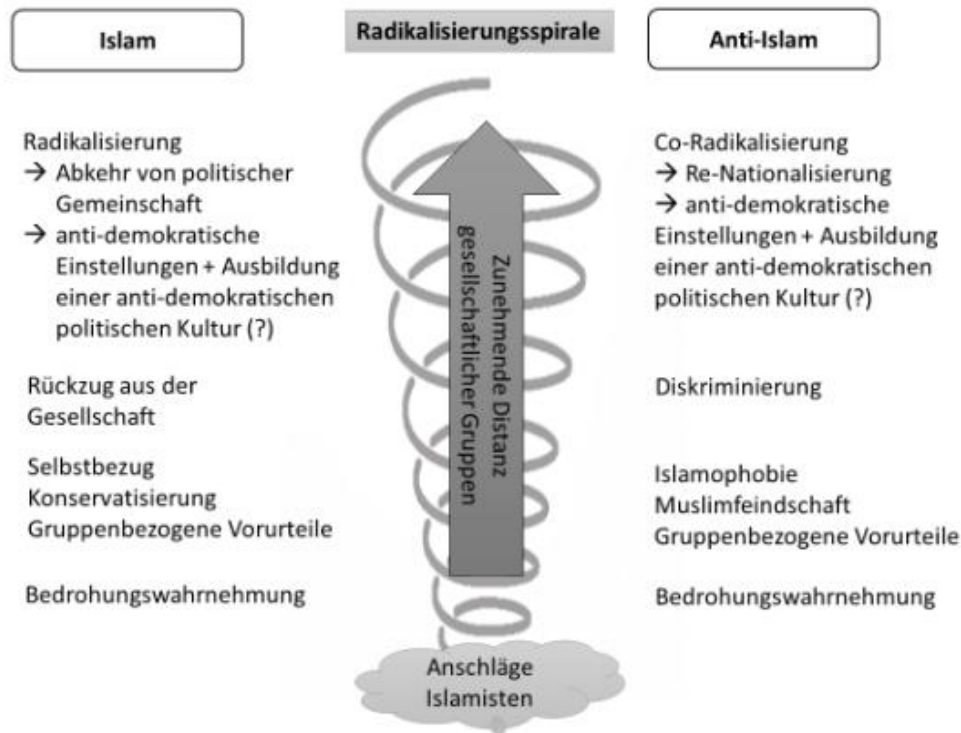 Islam
Radikalisierungsspirale
Anti-Islam
Radikalisierung
→ Abkehr von politischer
Gemeinschaft
→ anti-demokratische
Einstellungen + Ausbildung
einer anti-demokratischen
politischen Kultur (?)
Rückzug aus der
Gesellschaft
Selbstbezug
Konservatisierung
Gruppenbezogene Vorurteile
Bedrohungswahrnehmung
Zunehmende Distanz
gesellschaftlicher Gruppen
Anschläge
Islamisten
Co-Radikalisierung
→ Re-Nationalisierung
→ anti-demokratische
Einstellungen + Ausbildung
einer anti-demokratischen
politischen Kultur (?)
Diskriminierung
Islamophobie
Muslimfeindschaft
Gruppenbezogene Vorurteile
Bedrohungswahrnehmung